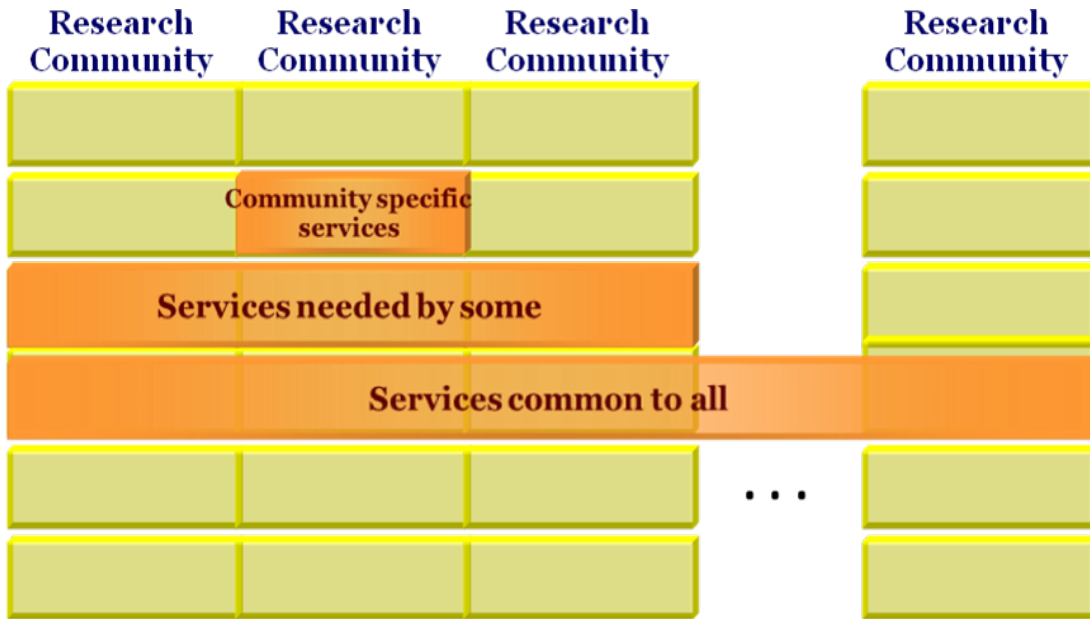 Research
Community
Research
Community
Research
Community
Research
Community
Community specific
services
Services needed by some
Services common to all
. . .